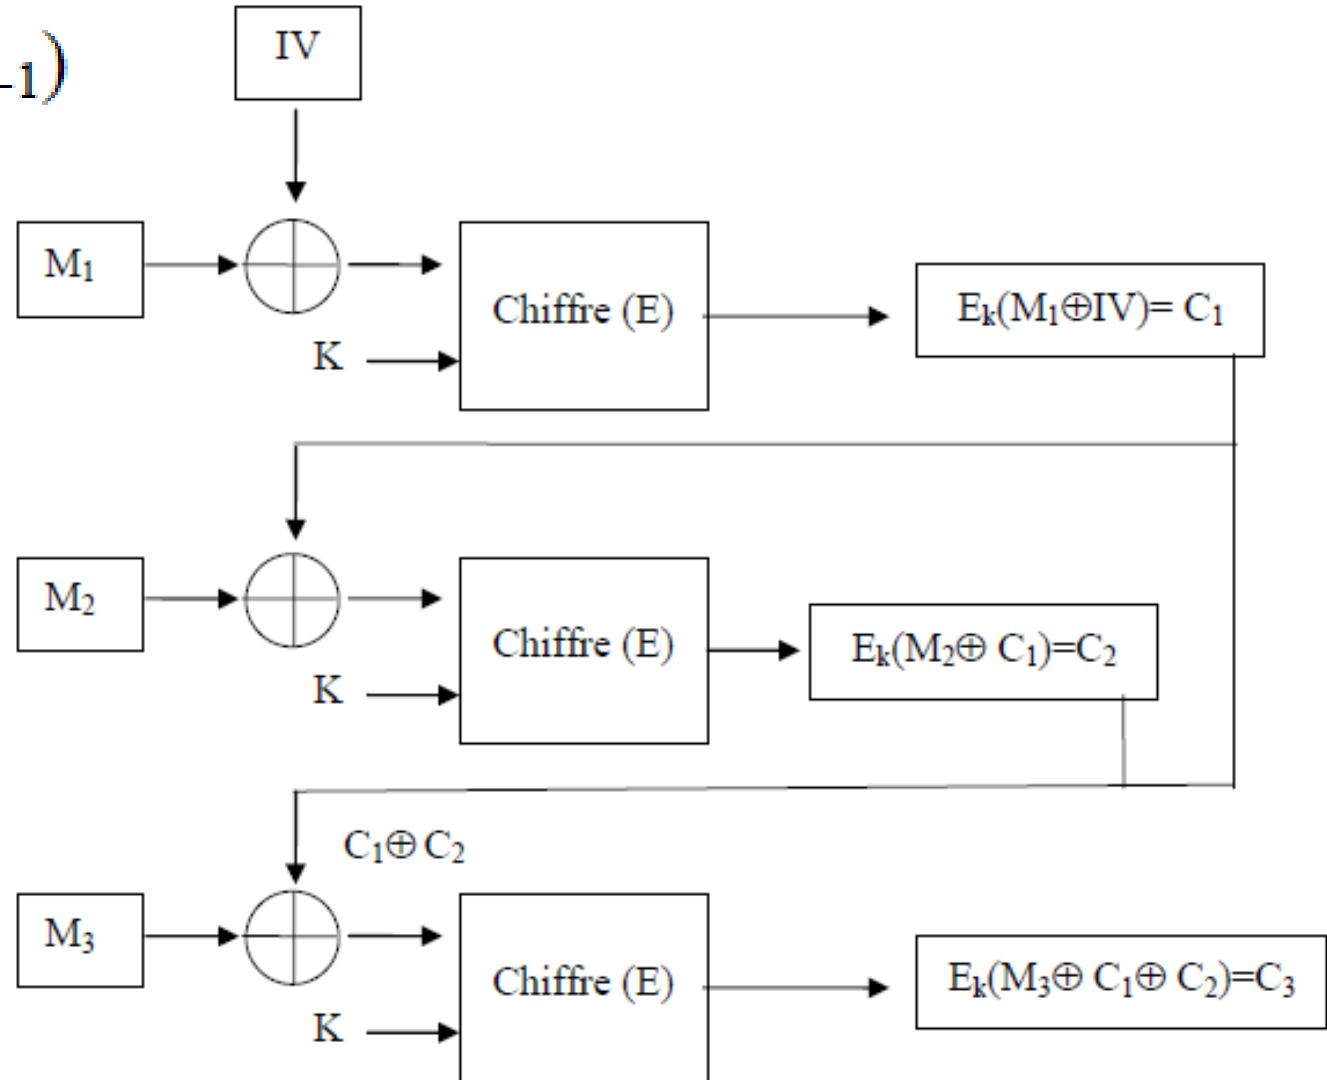 IV
₋₁)
M₁
Chiffre (E)
K
Eₖ(M₁⊕IV)= C₁
M₂
Chiffre (E)
K
Eₖ(M₂⊕ C₁)=C₂
C₁⊕ C₂
M₃
Chiffre (E)
K
Eₖ(M₃⊕ C₁⊕ C₂)=C₃